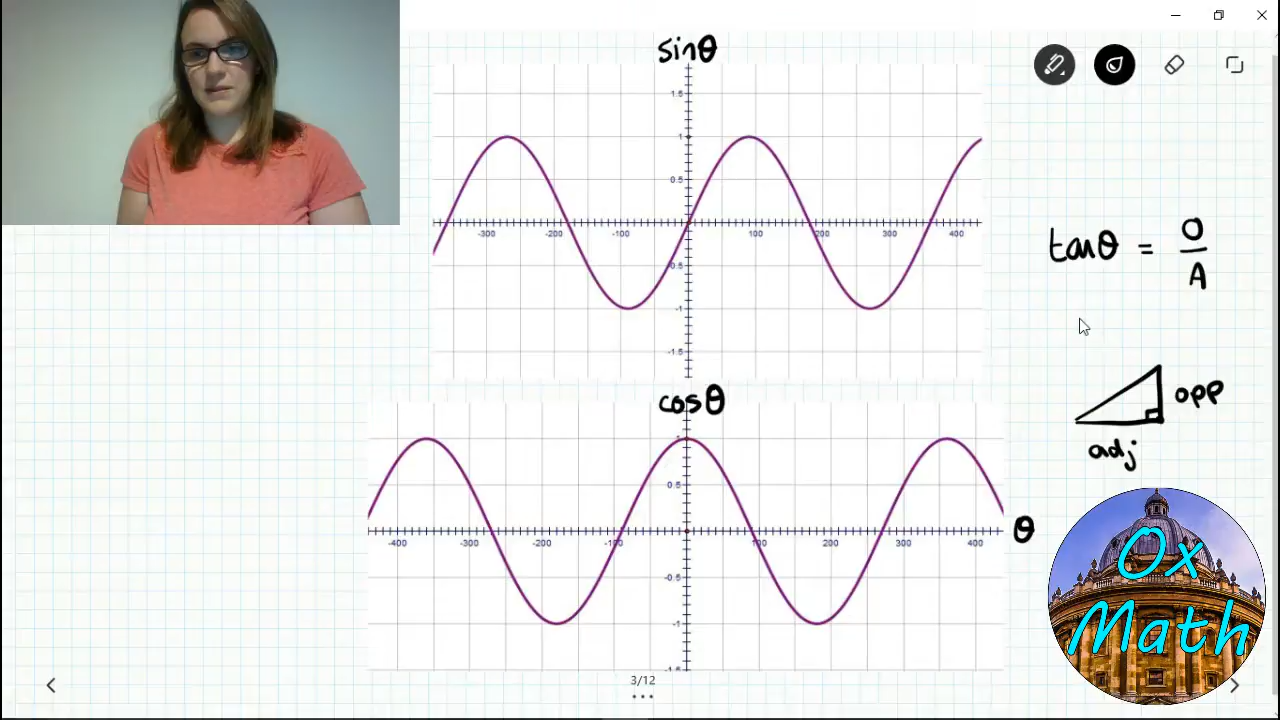 sinθ
1.5
1
0.5
-300 -200 -100 100 200 300 400
-0.5
-1
-1.5
tanθ = O/A
opp
adj
cosθ
1
0.5
-400 -300 -200 -100 100 200 300 400
θ
-0.5
-1
-1.5
Ox
Math
3/12